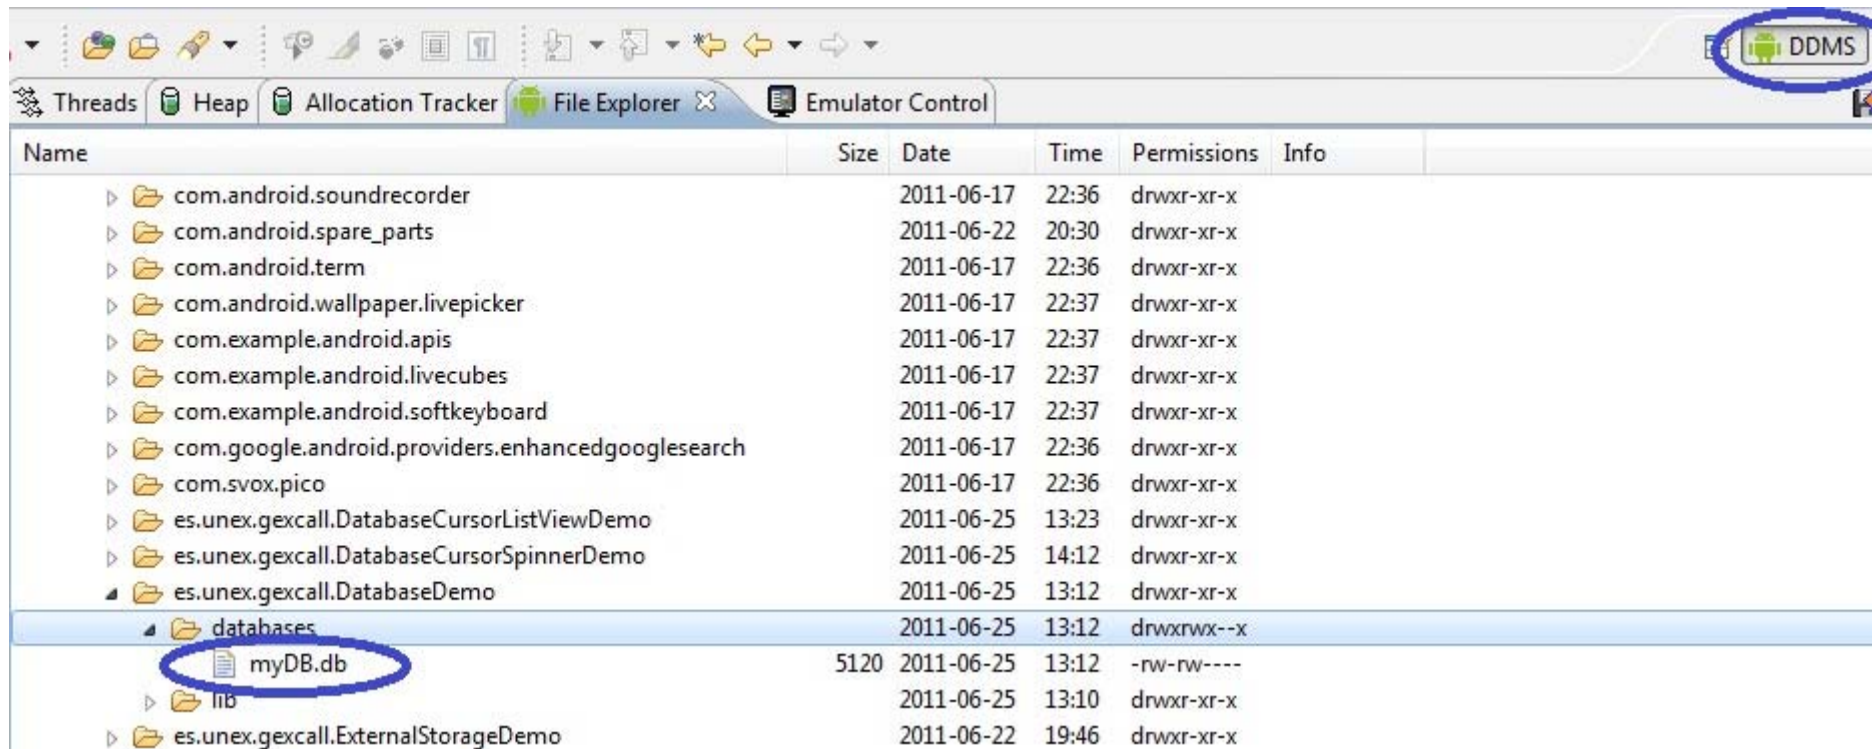 DDMS
Threads Heap Allocation Tracker File Explorer Emulator Control
Name Size Date Time Permissions Info
com.android.soundrecorder 2011-06-17 22:36 drwxr-xr-x
com.android.spare_parts 2011-06-22 20:30 drwxr-xr-x
com.android.term 2011-06-17 22:36 drwxr-xr-x
com.android.wallpaper.livepicker 2011-06-17 22:37 drwxr-xr-x
com.example.android.apis 2011-06-17 22:37 drwxr-xr-x
com.example.android.livecubes 2011-06-17 22:37 drwxr-xr-x
com.example.android.softkeyboard 2011-06-17 22:37 drwxr-xr-x
com.google.android.providers.enhancedgooglesearch 2011-06-17 22:36 drwxr-xr-x
com.svox.pico 2011-06-17 22:36 drwxr-xr-x
es.unex.gexcall.DatabaseCursorListViewDemo 2011-06-25 13:23 drwxr-xr-x
es.unex.gexcall.DatabaseCursorSpinnerDemo 2011-06-25 14:12 drwxr-xr-x
es.unex.gexcall.DatabaseDemo 2011-06-25 13:12 drwxr-xr-x
databases 2011-06-25 13:12 drwxrwx--x
myDB.db 5120 2011-06-25 13:12 -rw-rw----
lib 2011-06-25 13:10 drwxr-xr-x
es.unex.gexcall.ExternalStorageDemo 2011-06-22 19:46 drwxr-xr-x